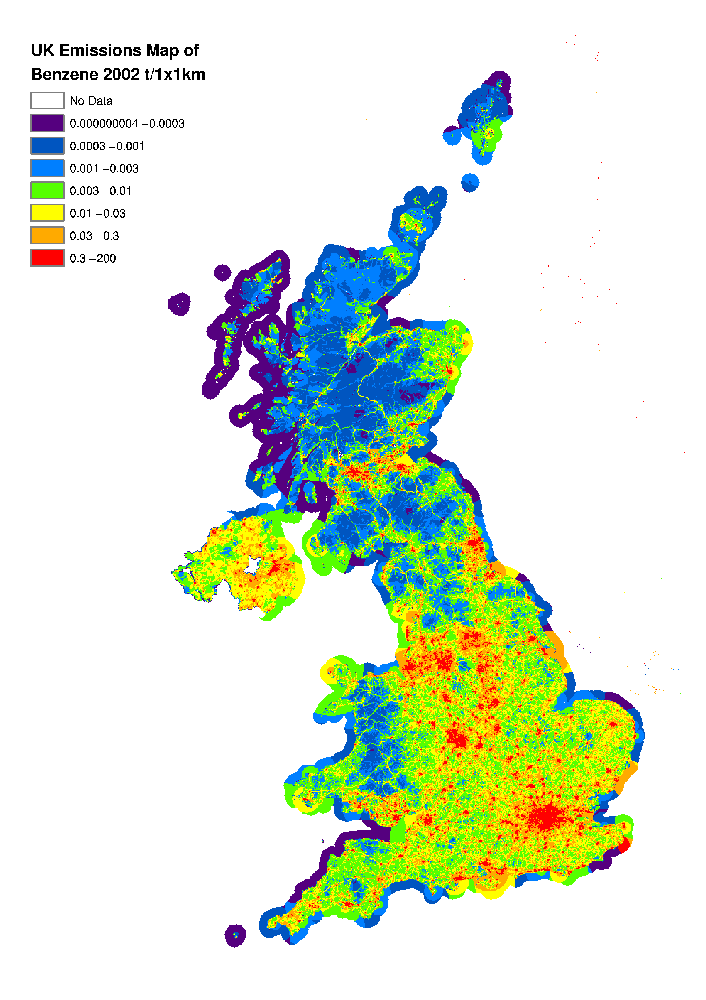 UK Emissions Map of
Benzene 2002 t/1x1km
No Data
0.000000004 –0.0003
0.0003 –0.001
0.001 –0.003
0.003 –0.01
0.01 –0.03
0.03 –0.3
0.3 –200